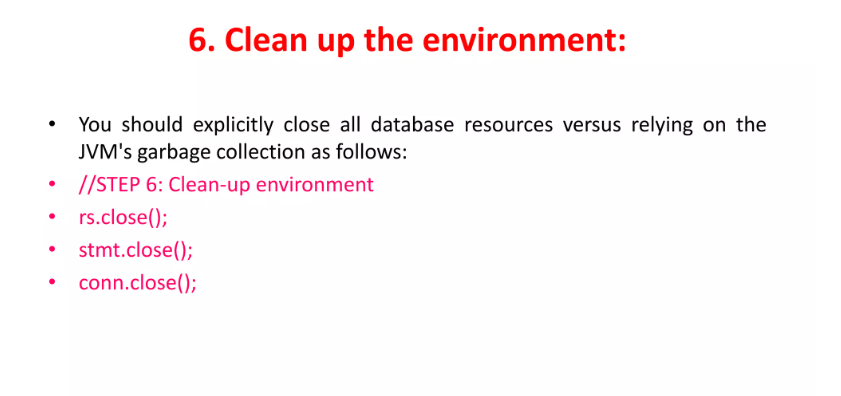 6. Clean up the environment:
• You should explicitly close all database resources versus relying on the
JVM's garbage collection as follows:
• //STEP 6: Clean-up environment
• rs.close();
• stmt.close();
• conn.close();